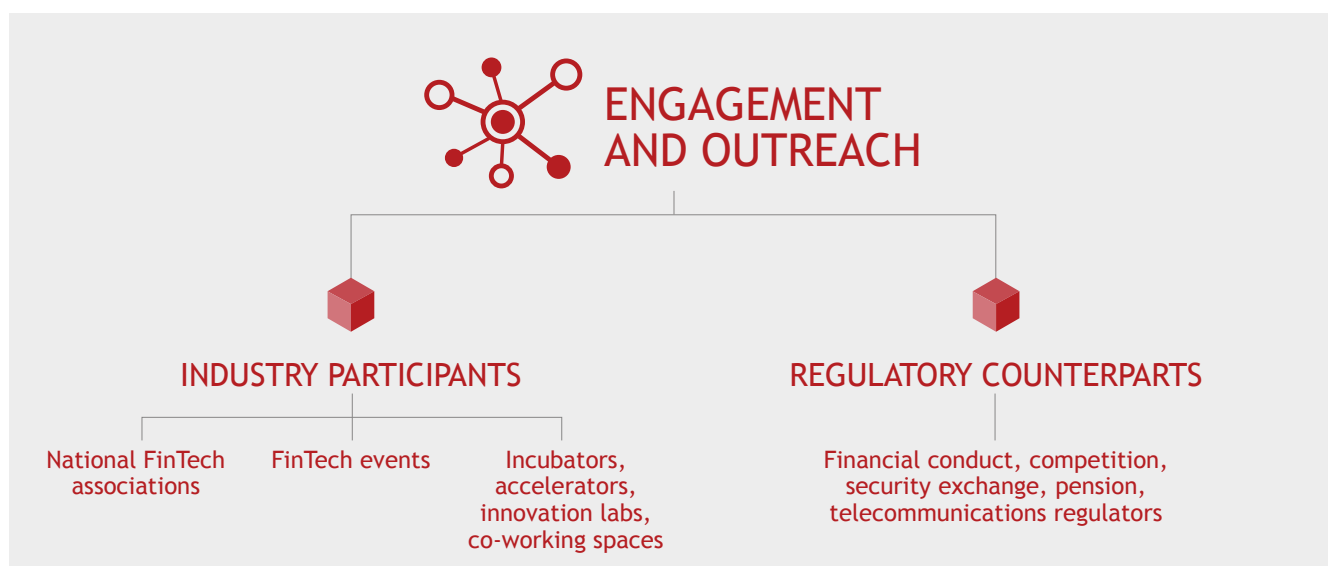 ENGAGEMENT
AND OUTREACH
INDUSTRY PARTICIPANTS
National FinTech
associations
FinTech events
Incubators,
accelerators,
innovation labs,
co-working spaces
REGULATORY COUNTERPARTS
Financial conduct, competition,
security exchange, pension,
telecommunications regulators